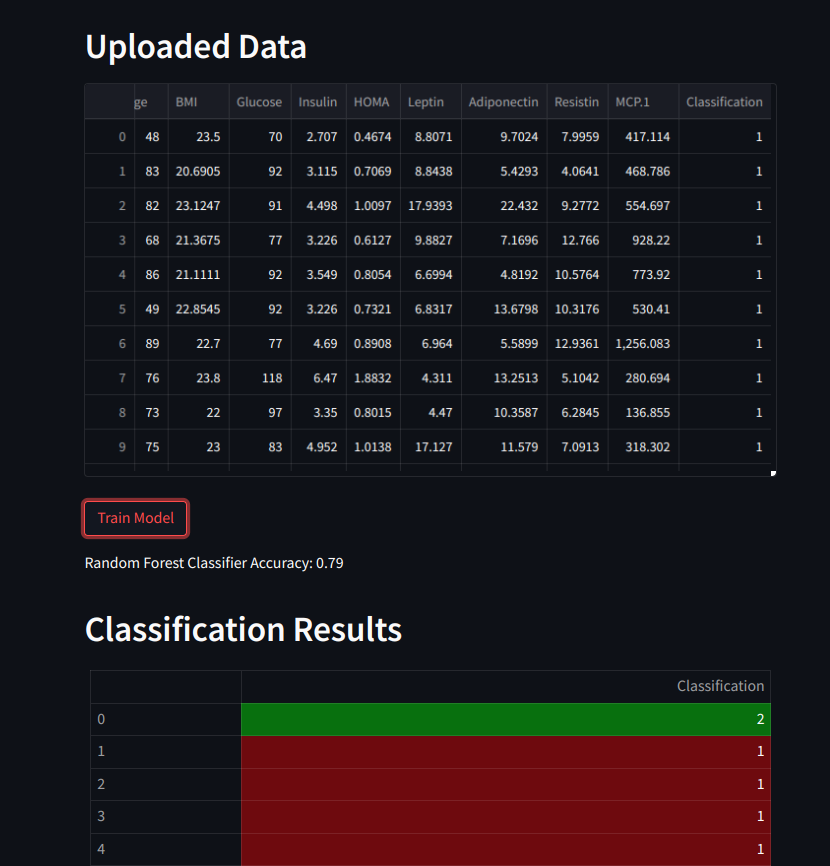 Uploaded Data
ge BMI Glucose Insulin HOMA Leptin Adiponectin Resistin MCP.1 Classification
0 48 23.5 70 2.707 0.4674 8.8071 9.7024 7.9959 417.114 1
1 83 20.6905 92 3.115 0.7069 8.8438 5.4293 4.0641 468.786 1
2 82 23.1247 91 4.498 1.0097 17.9393 22.432 9.2772 554.697 1
3 68 21.3675 77 3.226 0.6127 9.8827 7.1696 12.766 928.22 1
4 86 21.1111 92 3.549 0.8054 6.6994 4.8192 10.5764 773.92 1
5 49 22.8545 92 3.226 0.7321 6.8317 13.6798 10.3176 530.41 1
6 89 22.7 77 4.69 0.8908 6.964 5.5899 12.9361 1,256.083 1
7 76 23.8 118 6.47 1.8832 4.311 13.2513 5.1042 280.694 1
8 73 22 97 3.35 0.8015 4.47 10.3587 6.2845 136.855 1
9 75 23 83 4.952 1.0138 17.127 11.579 7.0913 318.302 1
Train Model
Random Forest Classifier Accuracy: 0.79
Classification Results
Classification
0 2
1 1
2 1
3 1
4 1